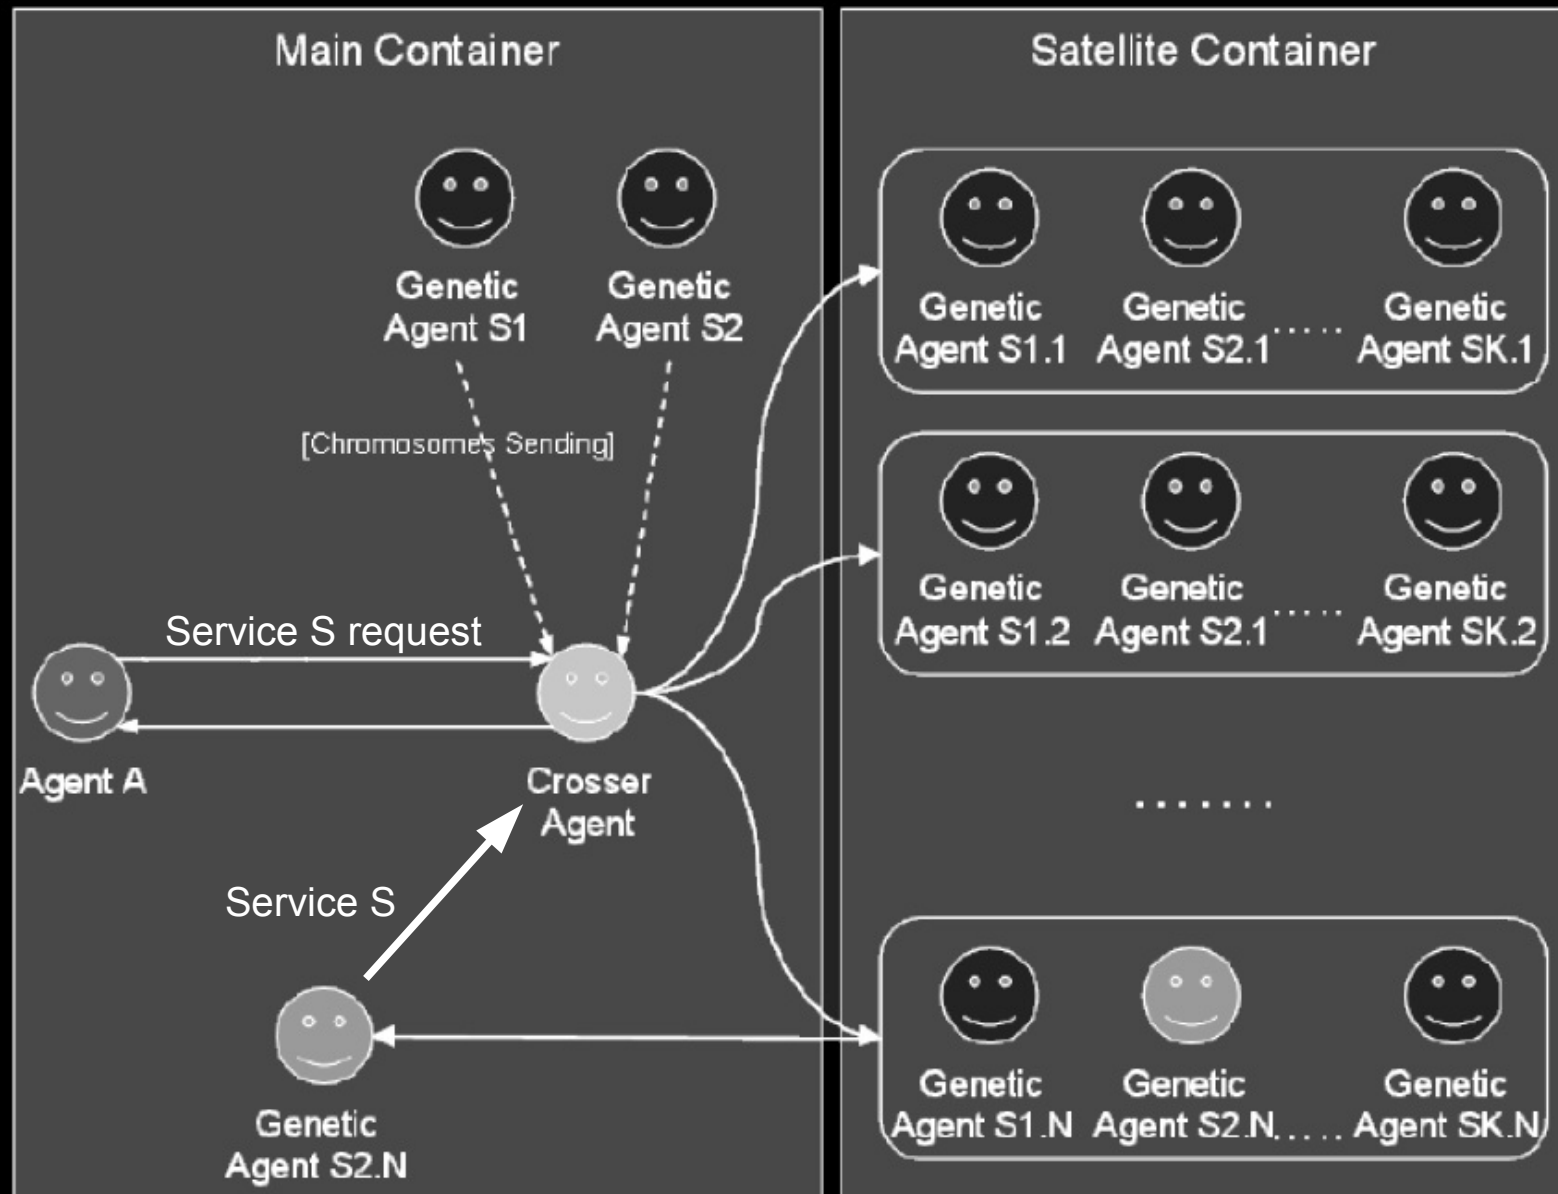 Main Container
Satellite Container
Genetic
Agent S1
Genetic
Agent S2
[Chromosomes Sending]
Service S request
Agent A
Crosser
Agent
Service S
Genetic
Agent S2.N
Genetic
Agent S1.1
Genetic
Agent S2.1
.....
Genetic
Agent SK.1
Genetic
Agent S1.2
Genetic
Agent S2.1
.....
Genetic
Agent SK.2
.......
Genetic
Agent S1.N
Genetic
Agent S2.N
.....
Genetic
Agent SK.N